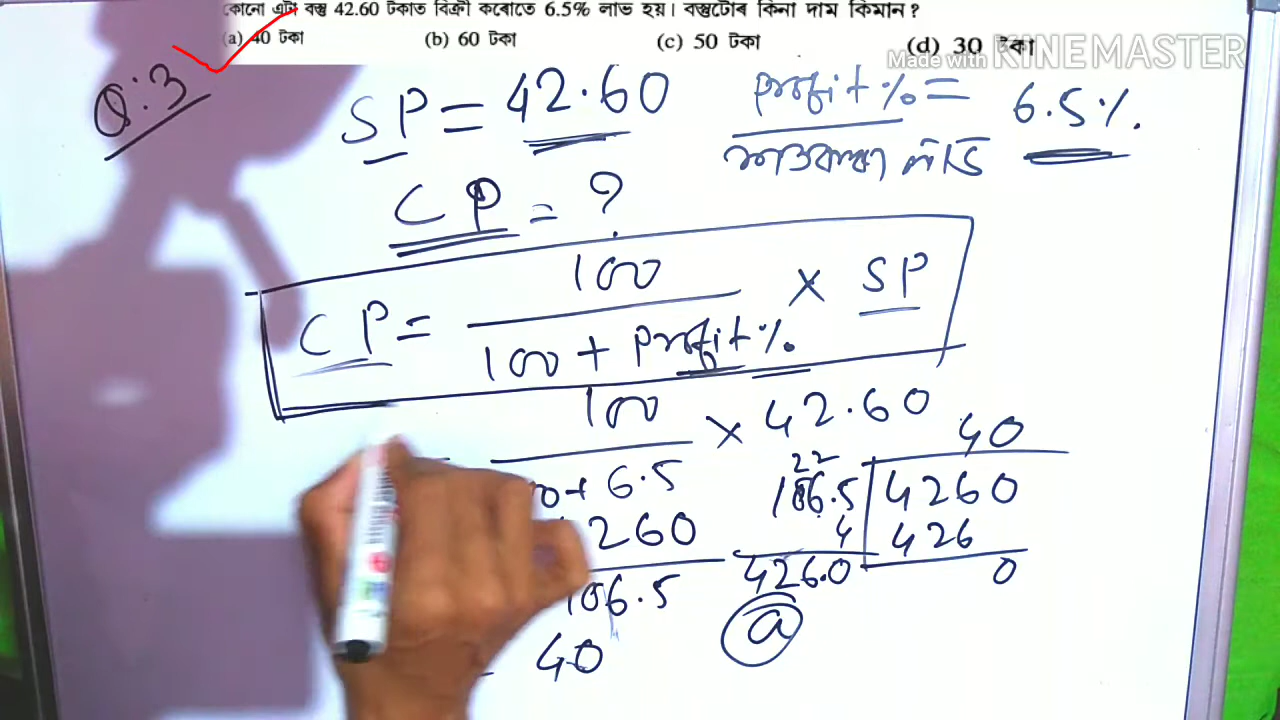 কোনো এটা বস্তু 42.60 টকাত বিক্ৰী কৰোতে 6.5% লাভ হয়। বস্তুটোৰ কিনা দাম কিমান ?
(a) 40 টকা (b) 60 টকা (c) 50 টকা (d) 30 টকা
Made with KINEMASTER
Q:3
SP = 42.60 profit % = 6.5%
CP = ?
CP = 100 / 100 + profit % × SP
100 / + 6.5 × 42.60
260 / 106.5
= 40
40
22
106.5 4260
4 426
426.0 0
a